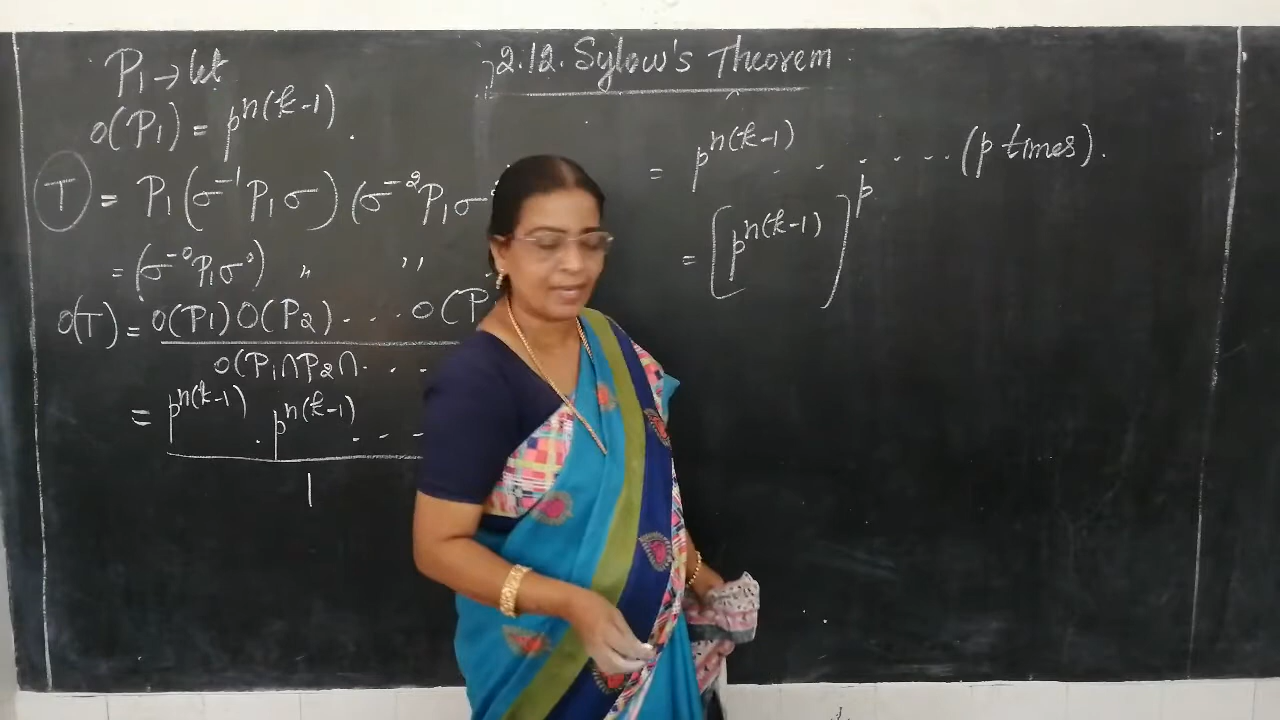 2.12. Sylow's Theorem
P₁ → let
O(P₁) = p^n(k-1).
T = P₁(σ⁻¹P₁σ)(σ⁻²P₁σ
= (σ⁻⁰P₁σ⁰) ,, ,,
O(T) = O(P₁)O(P₂)....O(P
O(P₁∩P₂∩....
= p^n(k-1) . p^n(k-1) ....
1
= p^n(k-1) ....... (p times).
= [p^n(k-1)]^p